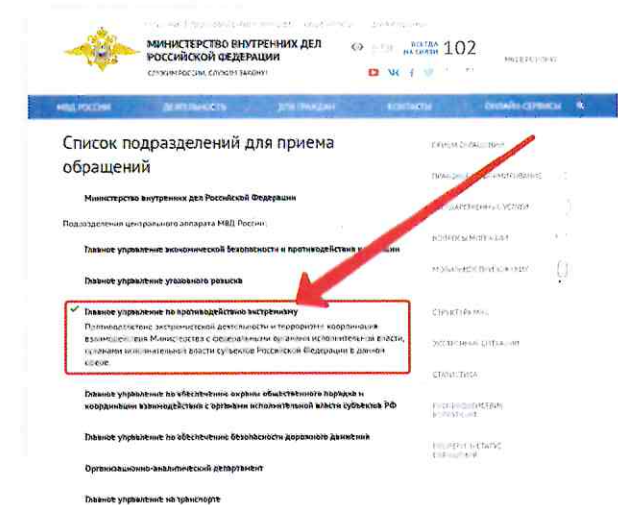 МИНИСТЕРСТВО ВНУТРЕННИХ ДЕЛ
РОССИЙСКОЙ ФЕДЕРАЦИИ
СЛУЖИМ РОССИИ, СЛУЖИМ ЗАКОНУ!
ВСЕГДА
НА СВЯЗИ 102
МВД РОССИИ
ДЕЯТЕЛЬНОСТЬ
ДЛЯ ГРАЖДАН
КОНТАКТЫ
ОНЛАЙН-СЕРВИСЫ
Список подразделений для приема
обращений
Министерство внутренних дел Российской Федерации
Подразделения центрального аппарата МВД России:
Главное управление экономической безопасности и противодействия
Главное управление уголовного розыска
Главное управление по противодействию экстремизму
Противодействие экстремистской деятельности и терроризму, координация
взаимодействия Министерства с федеральными органами исполнительной власти,
органами исполнительной власти субъектов Российской Федерации в данной
сфере.
Главное управление по обеспечению охраны общественного порядка и
координации взаимодействия с органами исполнительной власти субъектов РФ
Главное управление по обеспечению безопасности дорожного движения
Организационно-аналитический департамент
Главное управление на транспорте
ПРИЕМ ОБРАЩЕНИЙ
СТРУКТУРА МВД
СТАТИСТИКА